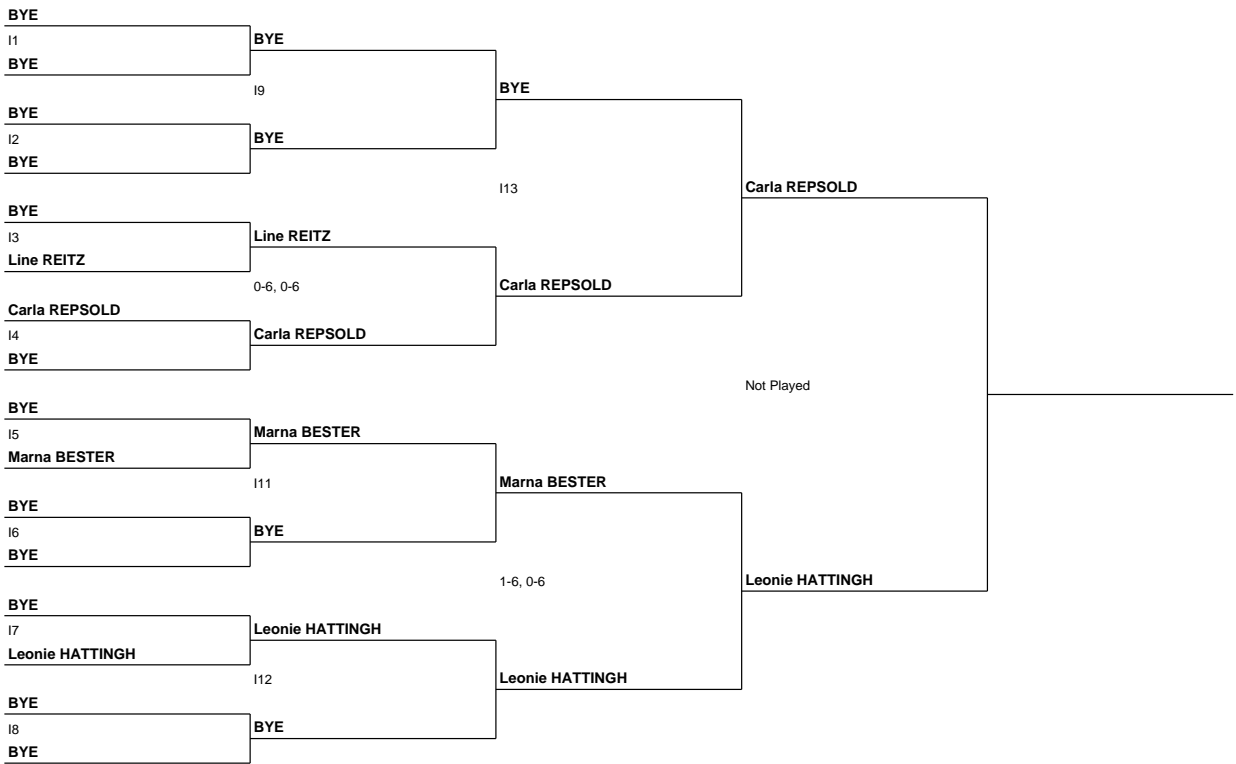 BYE
I1
BYE
BYE
I9
BYE
BYE
I2
BYE
BYE
I13
Carla REPSOLD
BYE
I3
Line REITZ
Line REITZ
0-6, 0-6
Carla REPSOLD
Carla REPSOLD
I4
Carla REPSOLD
BYE
Not Played
BYE
I5
Marna BESTER
Marna BESTER
I11
Marna BESTER
BYE
I6
BYE
BYE
1-6, 0-6
Leonie HATTINGH
BYE
I7
Leonie HATTINGH
Leonie HATTINGH
I12
Leonie HATTINGH
BYE
I8
BYE
BYE